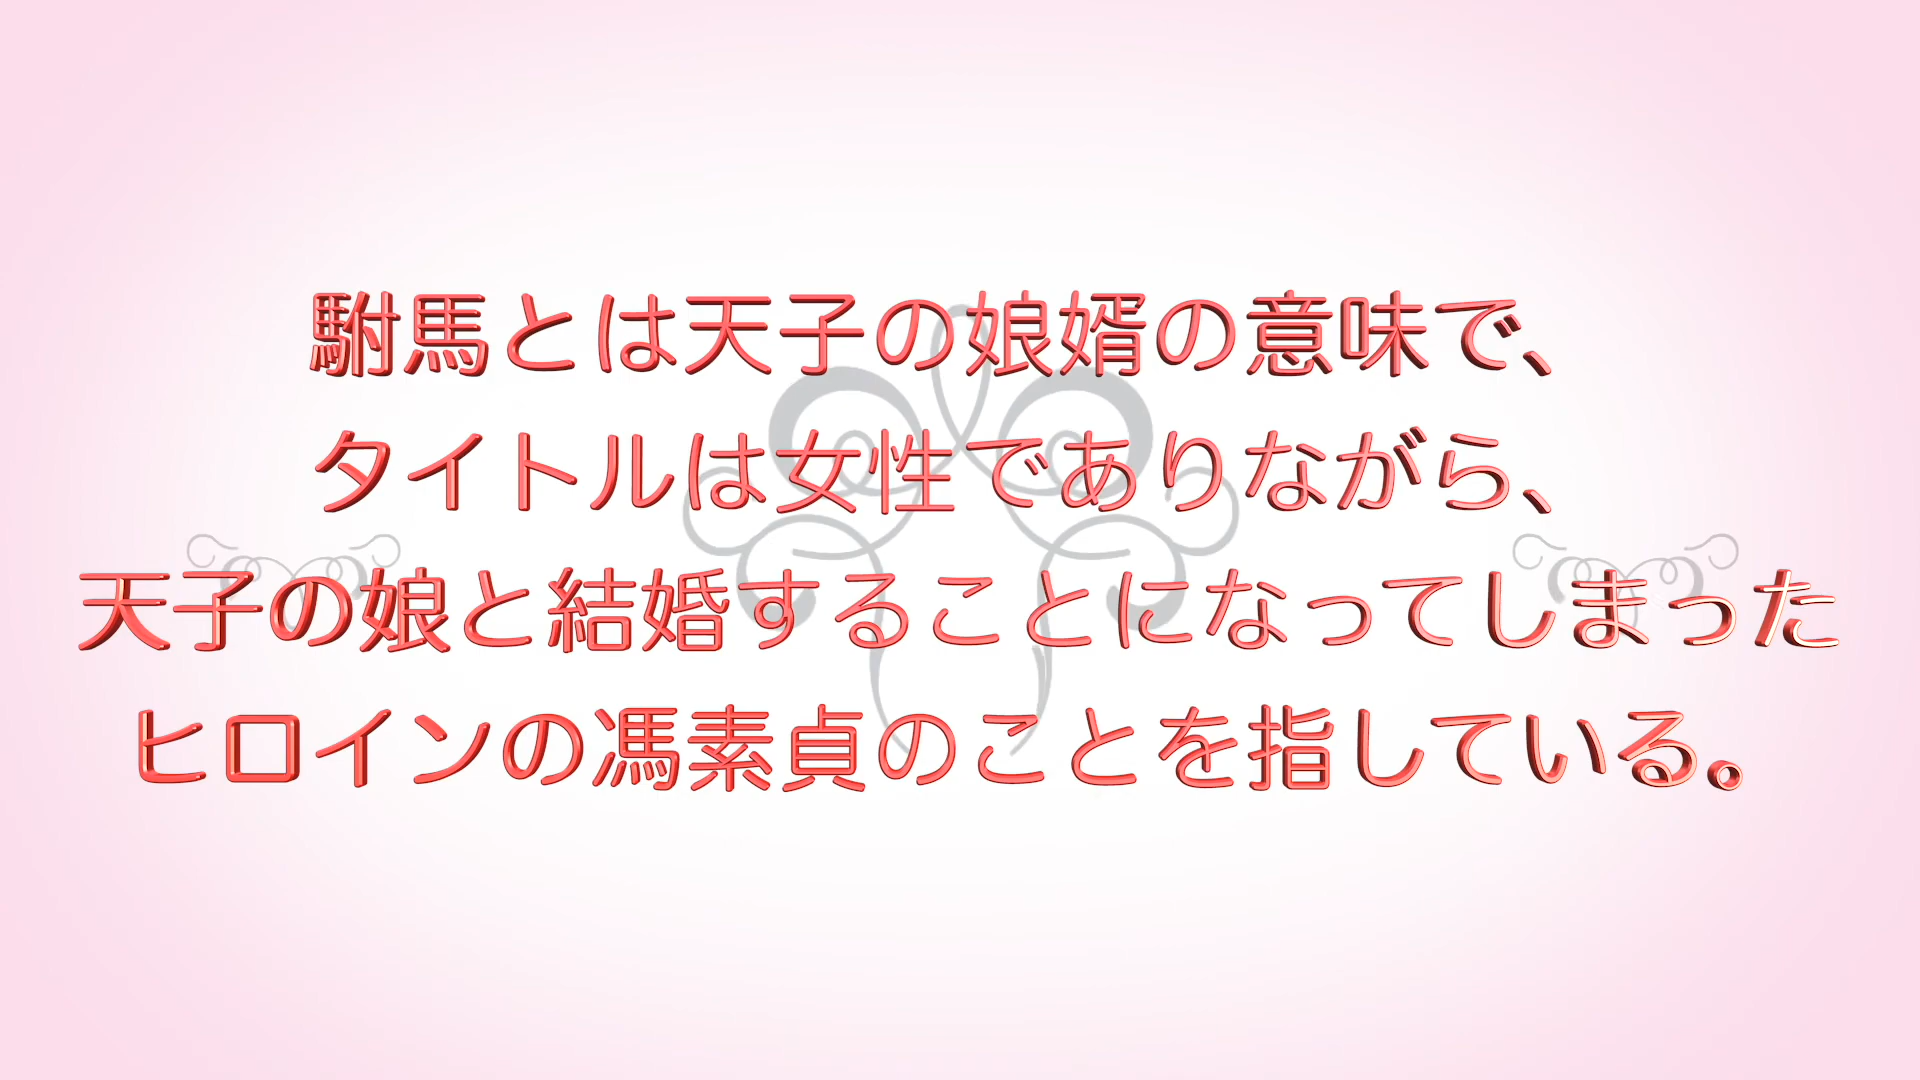 駙馬とは天子の娘婿の意味で、
タイトルは女性でありながら、
天子の娘と結婚することになってしまった
ヒロインの馮素貞のことを指している。